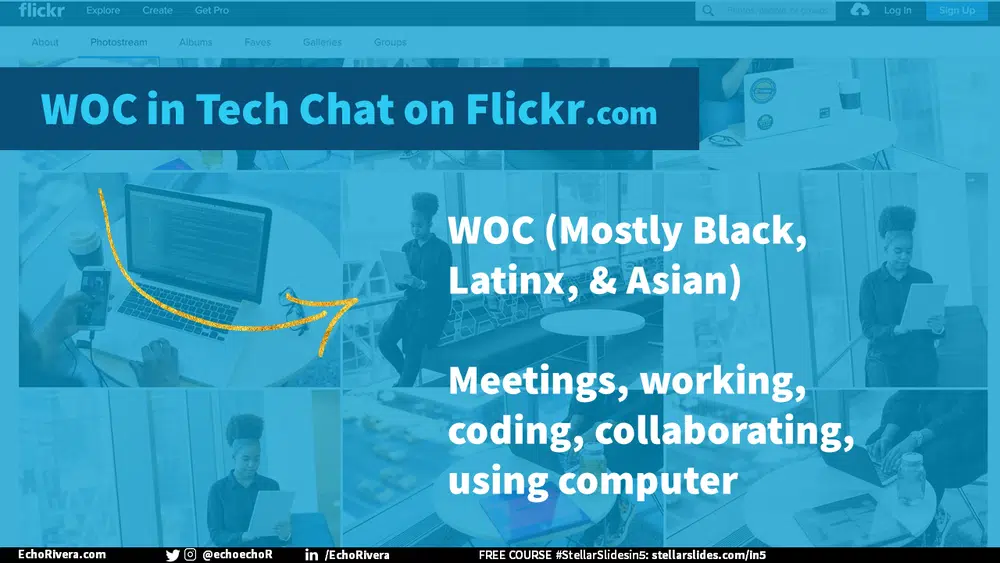 flickr Explore Create Get Pro Photos, people, or groups Log In Sign Up
About Photostream Albums Faves Galleries Groups
WOC in Tech Chat on Flickr.com
WOC (Mostly Black,
Latinx, & Asian)
Meetings, working,
coding, collaborating,
using computer
EchoRivera.com @echoechoR /EchoRivera FREE COURSE #StellarSlidesin5: stellarslides.com/in5